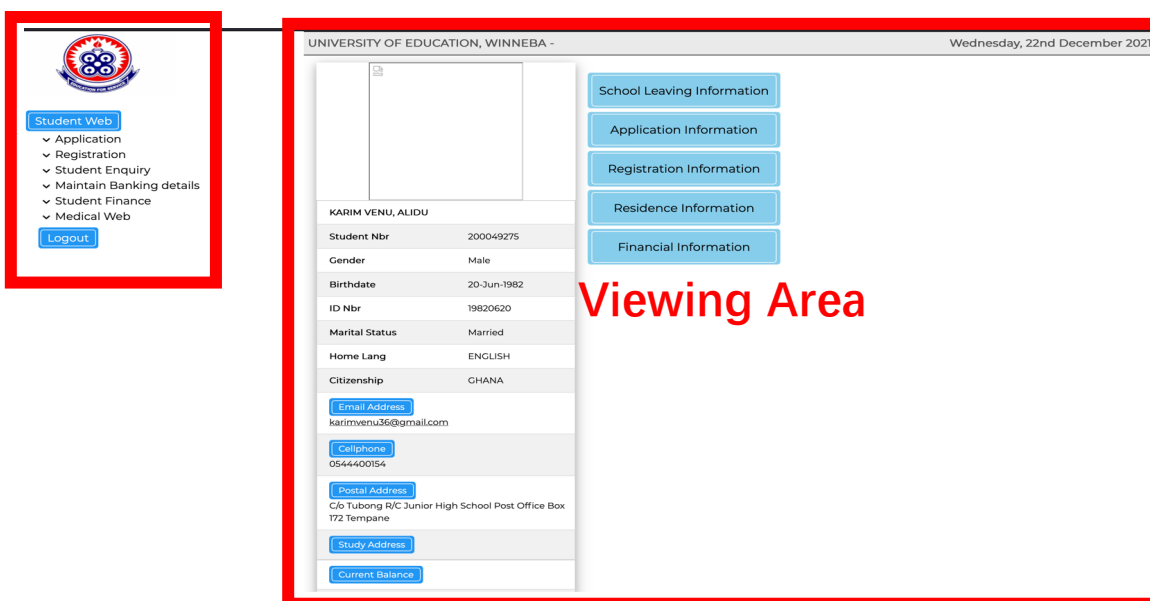 EDUCATION FOR SERVICE
Student Web
Application
Registration
Student Enquiry
Maintain Banking details
Student Finance
Medical Web
Logout
UNIVERSITY OF EDUCATION, WINNEBA -
Wednesday, 22nd December 2021
KARIM VENU, ALIDU
Student Nbr 200049275
Gender Male
Birthdate 20-Jun-1982
ID Nbr 19820620
Marital Status Married
Home Lang ENGLISH
Citizenship GHANA
Email Address
karimvenu36@gmail.com
Cellphone
0544400154
Postal Address
C/o Tubong R/C Junior High School Post Office Box
172 Tempane
Study Address
Current Balance
School Leaving Information
Application Information
Registration Information
Residence Information
Financial Information
Viewing Area